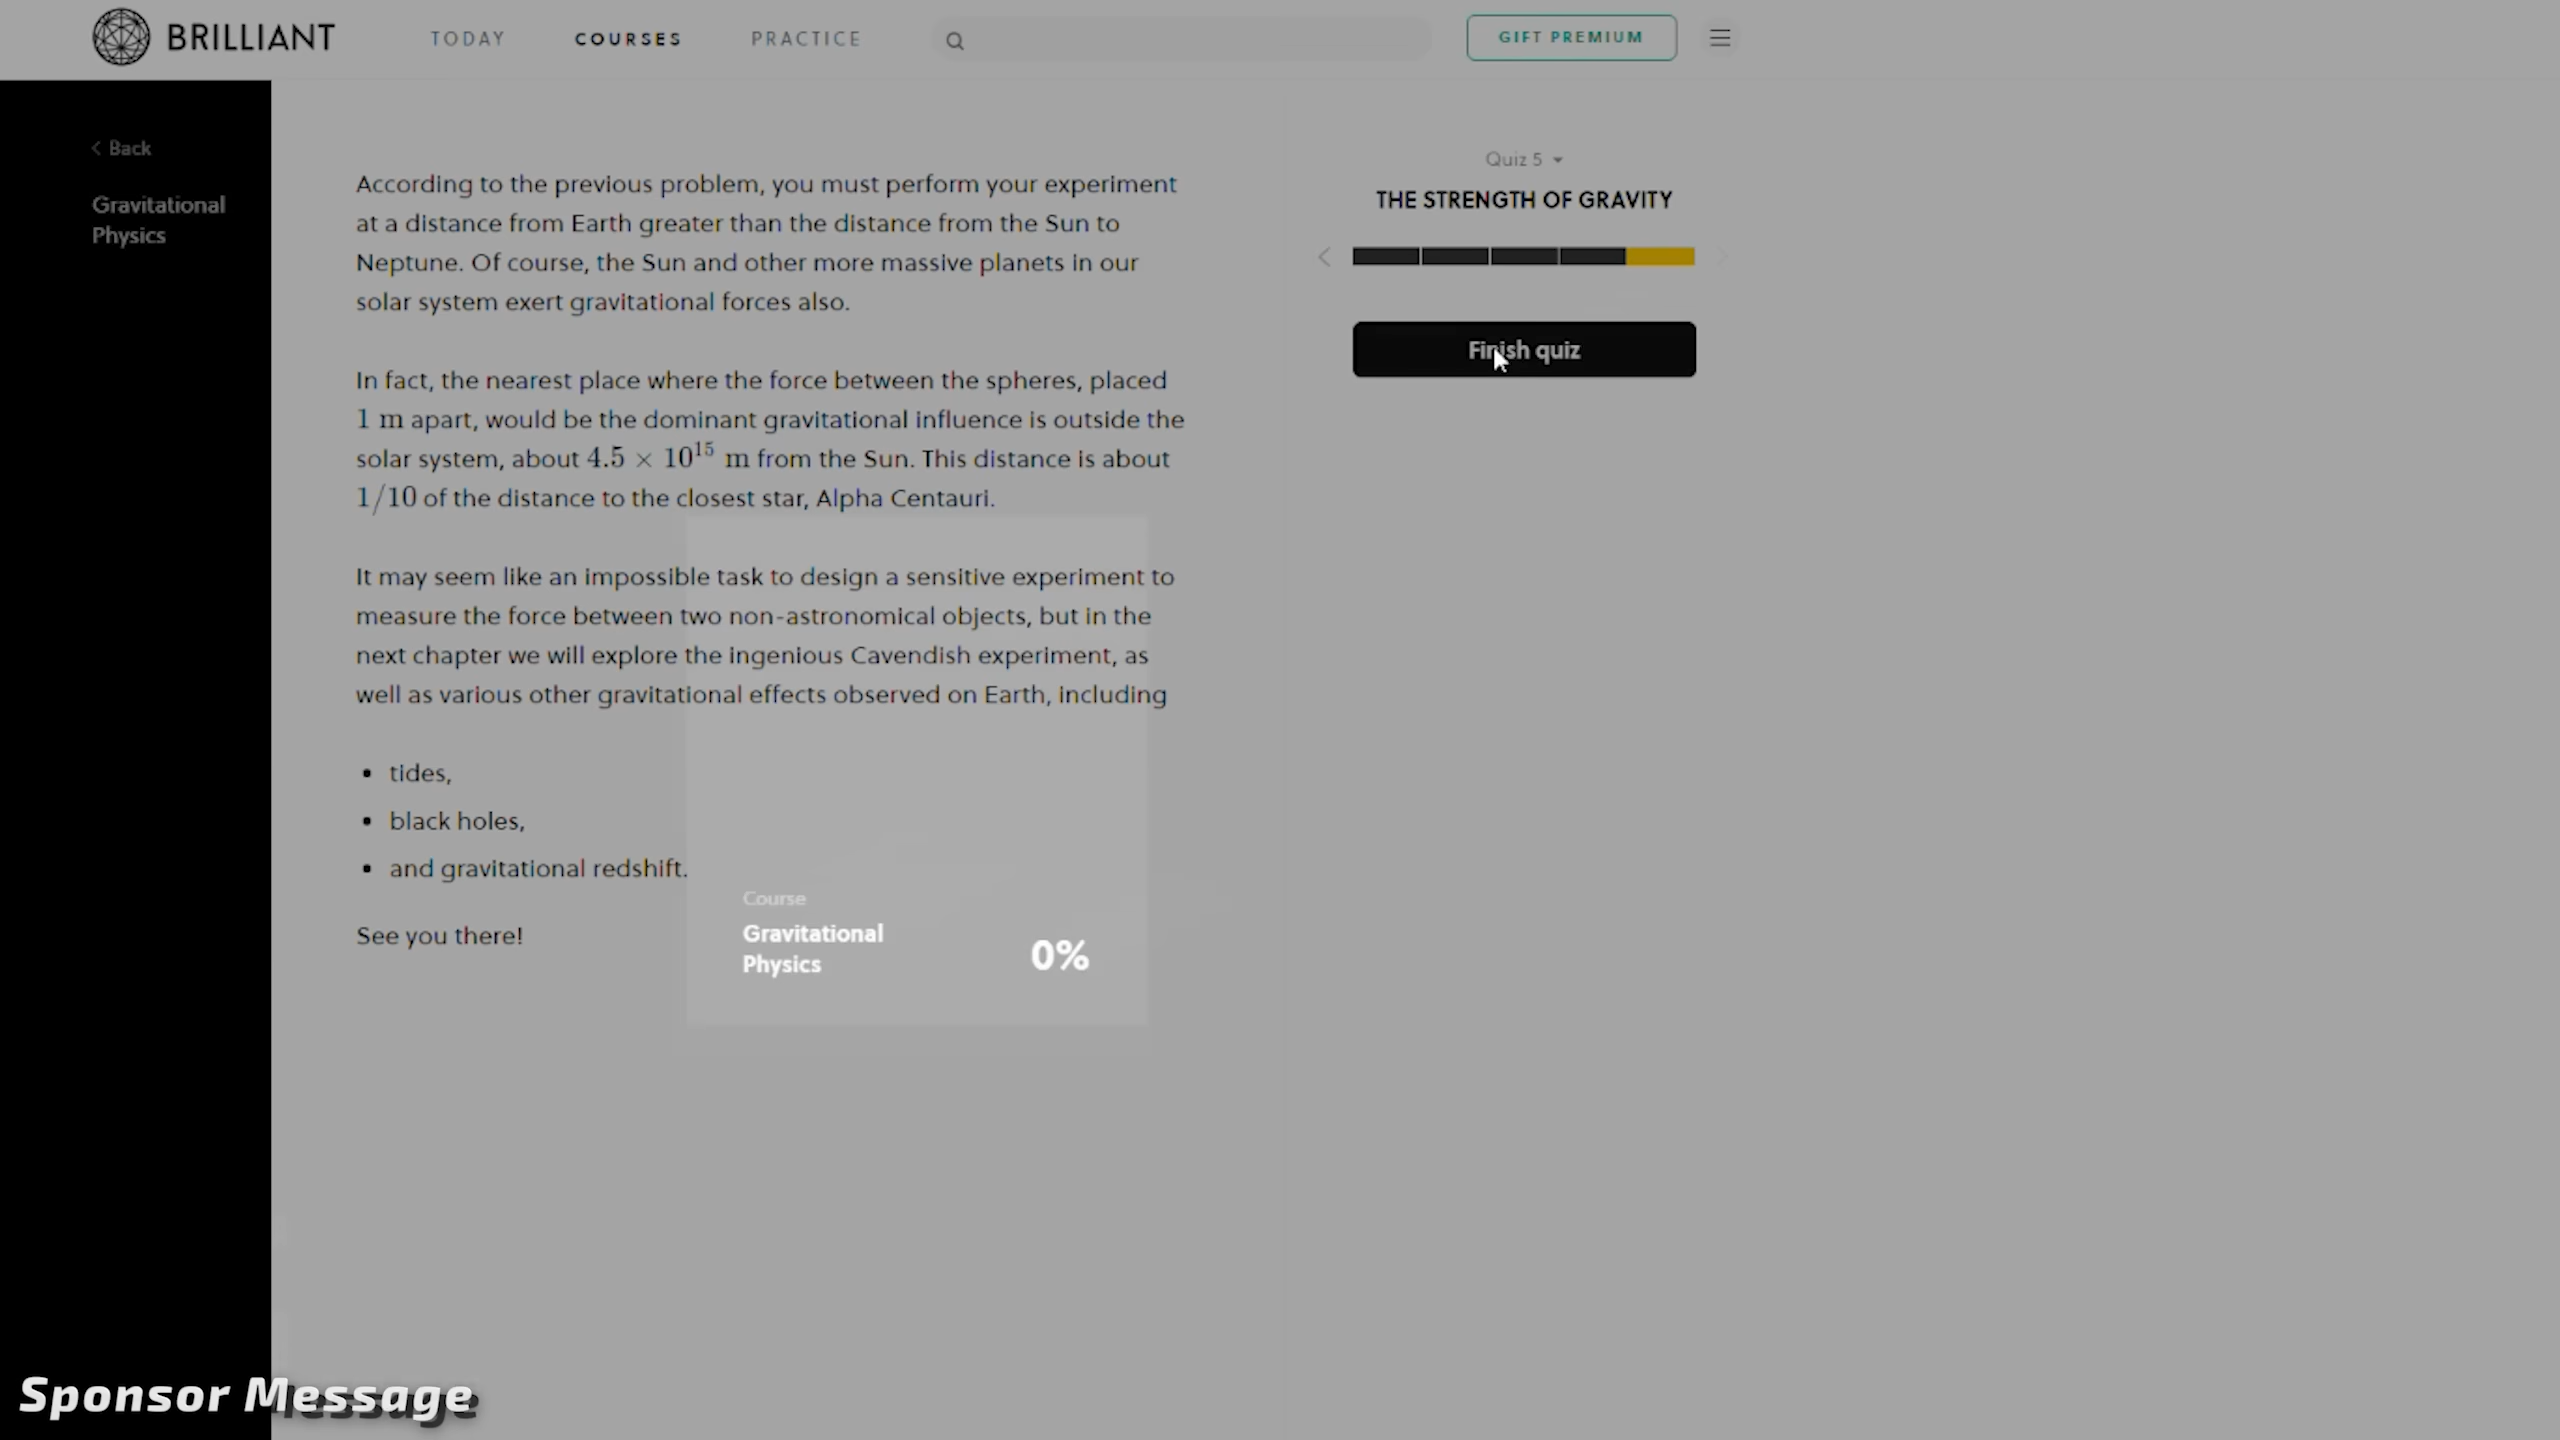 BRILLIANT
TODAY
COURSES
PRACTICE
GIFT PREMIUM
Back
Gravitational
Physics
According to the previous problem, you must perform your experiment
at a distance from Earth greater than the distance from the Sun to
Neptune. Of course, the Sun and other more massive planets in our
solar system exert gravitational forces also.
In fact, the nearest place where the force between the spheres, placed
1 m apart, would be the dominant gravitational influence is outside the
solar system, about 4.5 × 10¹⁵ m from the Sun. This distance is about
1/10 of the distance to the closest star, Alpha Centauri.
It may seem like an impossible task to design a sensitive experiment to
measure the force between two non-astronomical objects, but in the
next chapter we will explore the ingenious Cavendish experiment, as
well as various other gravitational effects observed on Earth, including
• tides,
• black holes,
• and gravitational redshift.
See you there!
Quiz 5
THE STRENGTH OF GRAVITY
Finish quiz
Course
Gravitational
Physics
0%
Sponsor Message